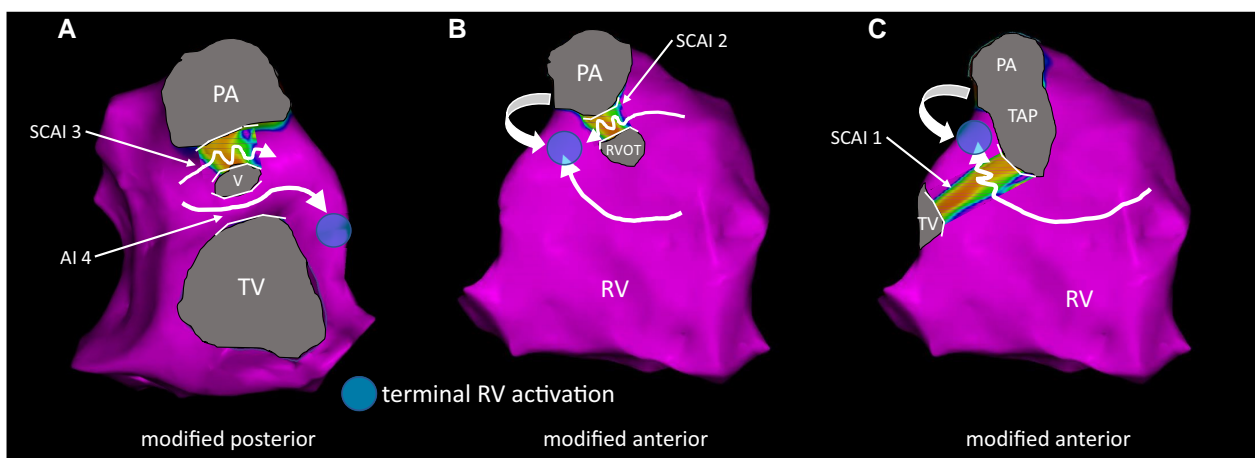 A
PA
SCAI 3
V
AI 4
TV
B
PA
SCAI 2
RVOT
RV
C
PA
TAP
SCAI 1
TV
RV
terminal RV activation
modified posterior
modified anterior
modified anterior